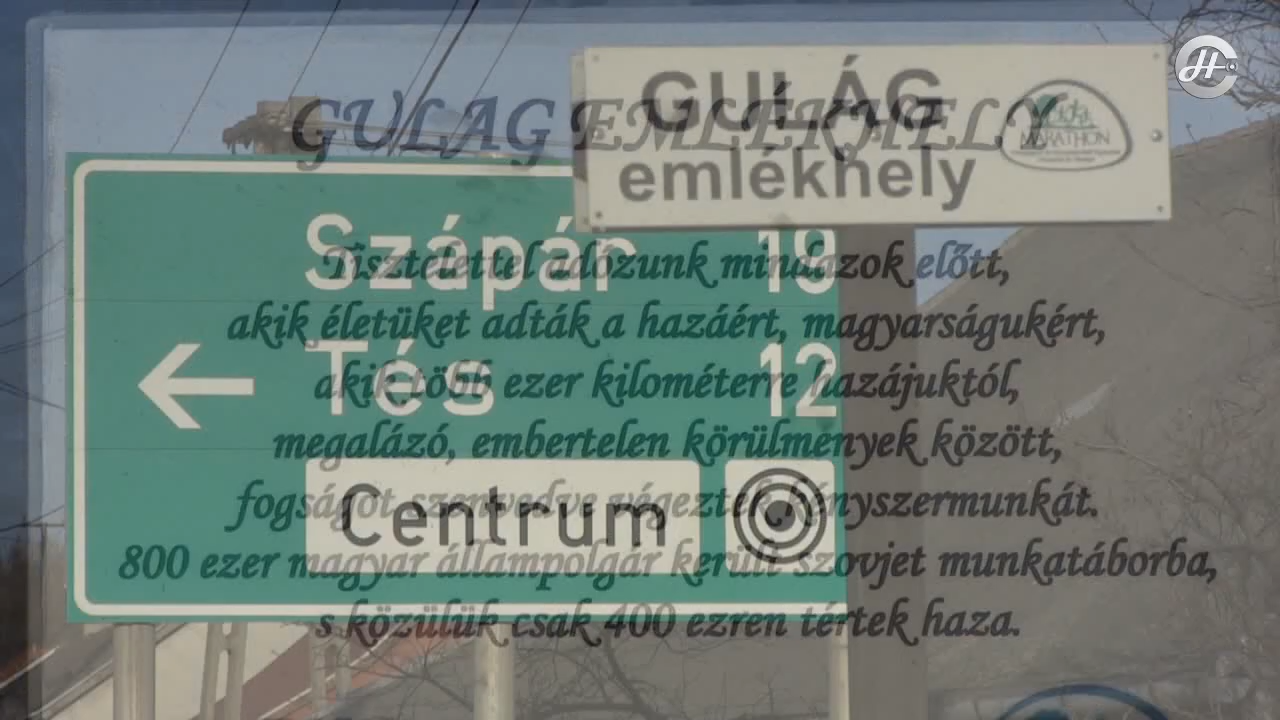 GULÁG
emlékhely
MARATHON
GULAG EMLÉKHELY
Szápár 19
Tés 12
Centrum
Tisztelettel adózunk mindazok előtt,
akik életüket adták a hazáért, magyarságukért,
akik több ezer kilométerre hazájuktól,
megalázó, embertelen körülmények között,
fogságot szenvedve végeztek kényszermunkát.
800 ezer magyar állampolgár került szovjet munkatáborba,
s közülük csak 400 ezren tértek haza.